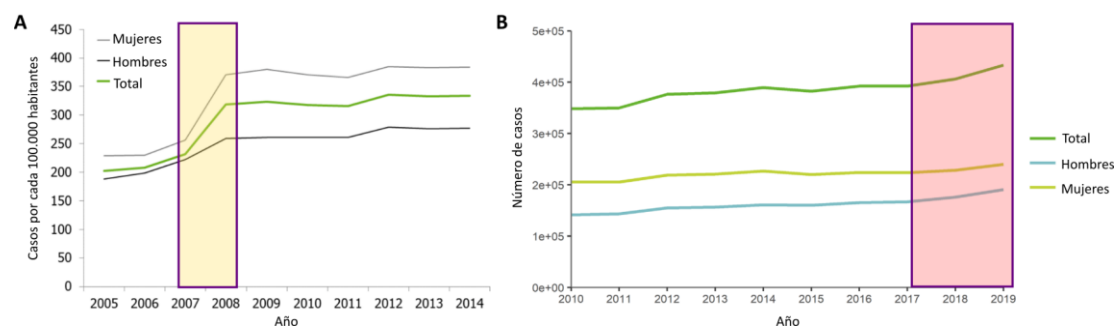 A
450
400
350
300
250
200
150
100
50
0
Casos por cada 100.000 habitantes
Mujeres
Hombres
Total
2005 2006 2007 2008 2009 2010 2011 2012 2013 2014
Año
B
5e+05
4e+05
3e+05
2e+05
1e+05
0e+00
Número de casos
2010 2011 2012 2013 2014 2015 2016 2017 2018 2019
Año
Total
Hombres
Mujeres